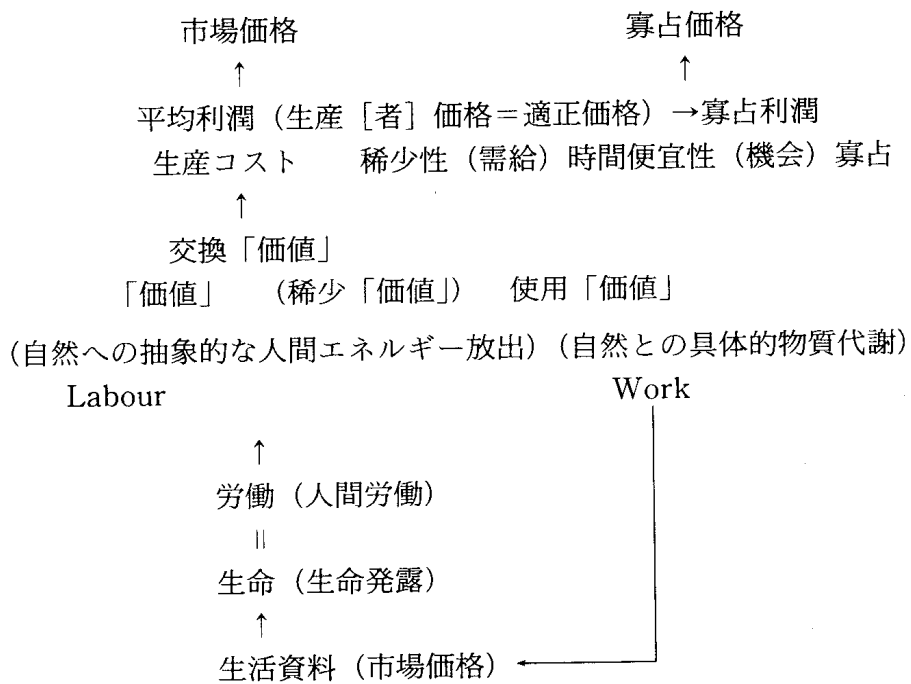 市場価格　寡占価格
↑　↑
平均利潤（生産［者］価格＝適正価格）→寡占利潤
生産コスト　稀少性（需給）時間便宜性（機会）寡占
↑
交換「価値」
「価値」　（稀少「価値」）　使用「価値」
（自然への抽象的な人間エネルギー放出）（自然との具体的物質代謝）
Labour　Work
↑
労働（人間労働）
॥
生命（生命発露）
↑
生活資料（市場価格）←